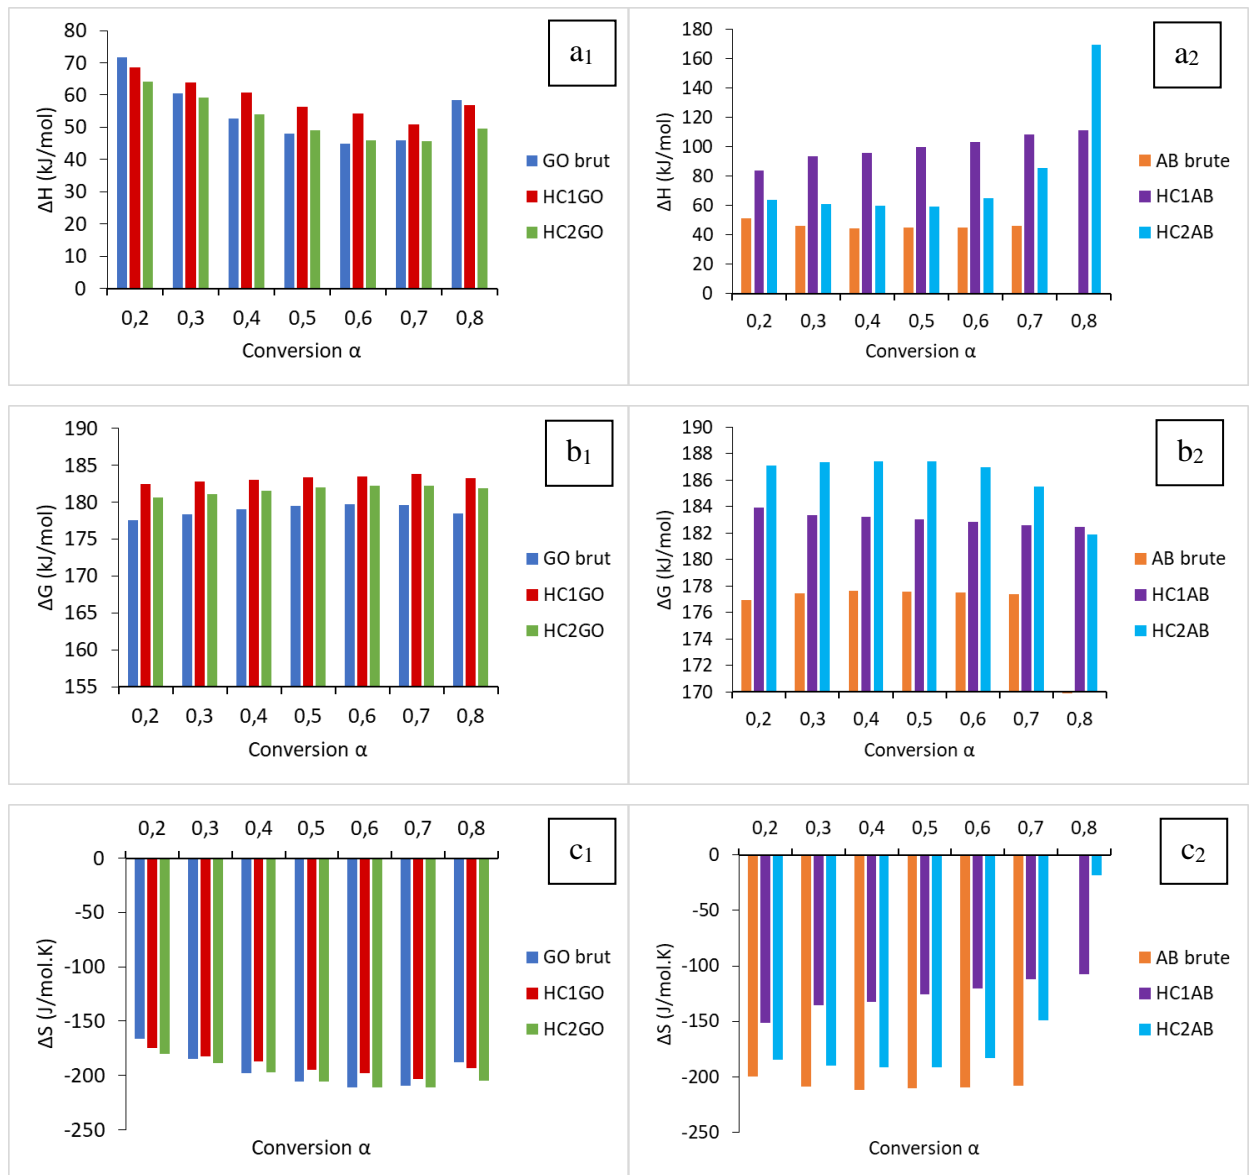 a₁
80
70
60
50
40
30
20
10
0
ΔH (kJ/mol)
0,2 0,3 0,4 0,5 0,6 0,7 0,8
Conversion α
GO brut
HC1GO
HC2GO
a₂
180
160
140
120
100
80
60
40
20
0
ΔH (kJ/mol)
0,2 0,3 0,4 0,5 0,6 0,7 0,8
Conversion α
AB brute
HC1AB
HC2AB
b₁
190
185
180
175
170
165
160
155
ΔG (kJ/mol)
0,2 0,3 0,4 0,5 0,6 0,7 0,8
Conversion α
GO brut
HC1GO
HC2GO
b₂
190
188
186
184
182
180
178
176
174
172
170
ΔG (kJ/mol)
0,2 0,3 0,4 0,5 0,6 0,7 0,8
Conversion α
AB brute
HC1AB
HC2AB
c₁
0,2 0,3 0,4 0,5 0,6 0,7 0,8
0
-50
-100
-150
-200
-250
ΔS (J/mol.K)
Conversion α
GO brut
HC1GO
HC2GO
c₂
0,2 0,3 0,4 0,5 0,6 0,7 0,8
0
-50
-100
-150
-200
-250
ΔS (J/mol.K)
Conversion α
AB brute
HC1AB
HC2AB